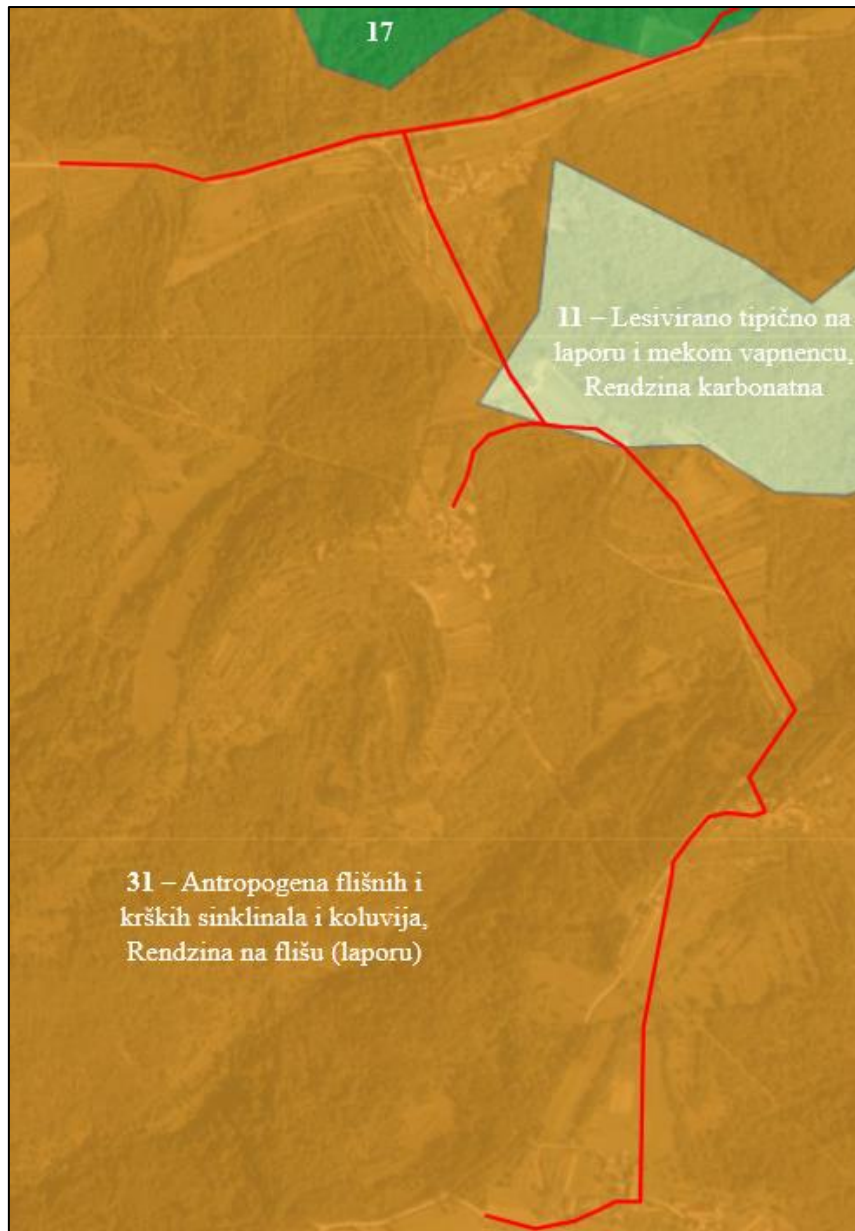 17
11 – Lesivirano tipično na
laporu i mekom vapnencu,
Rendzina karbonatna
31 – Antropogena flišnih i
krških sinklinala i koluvija,
Rendzina na flišu (laporu)